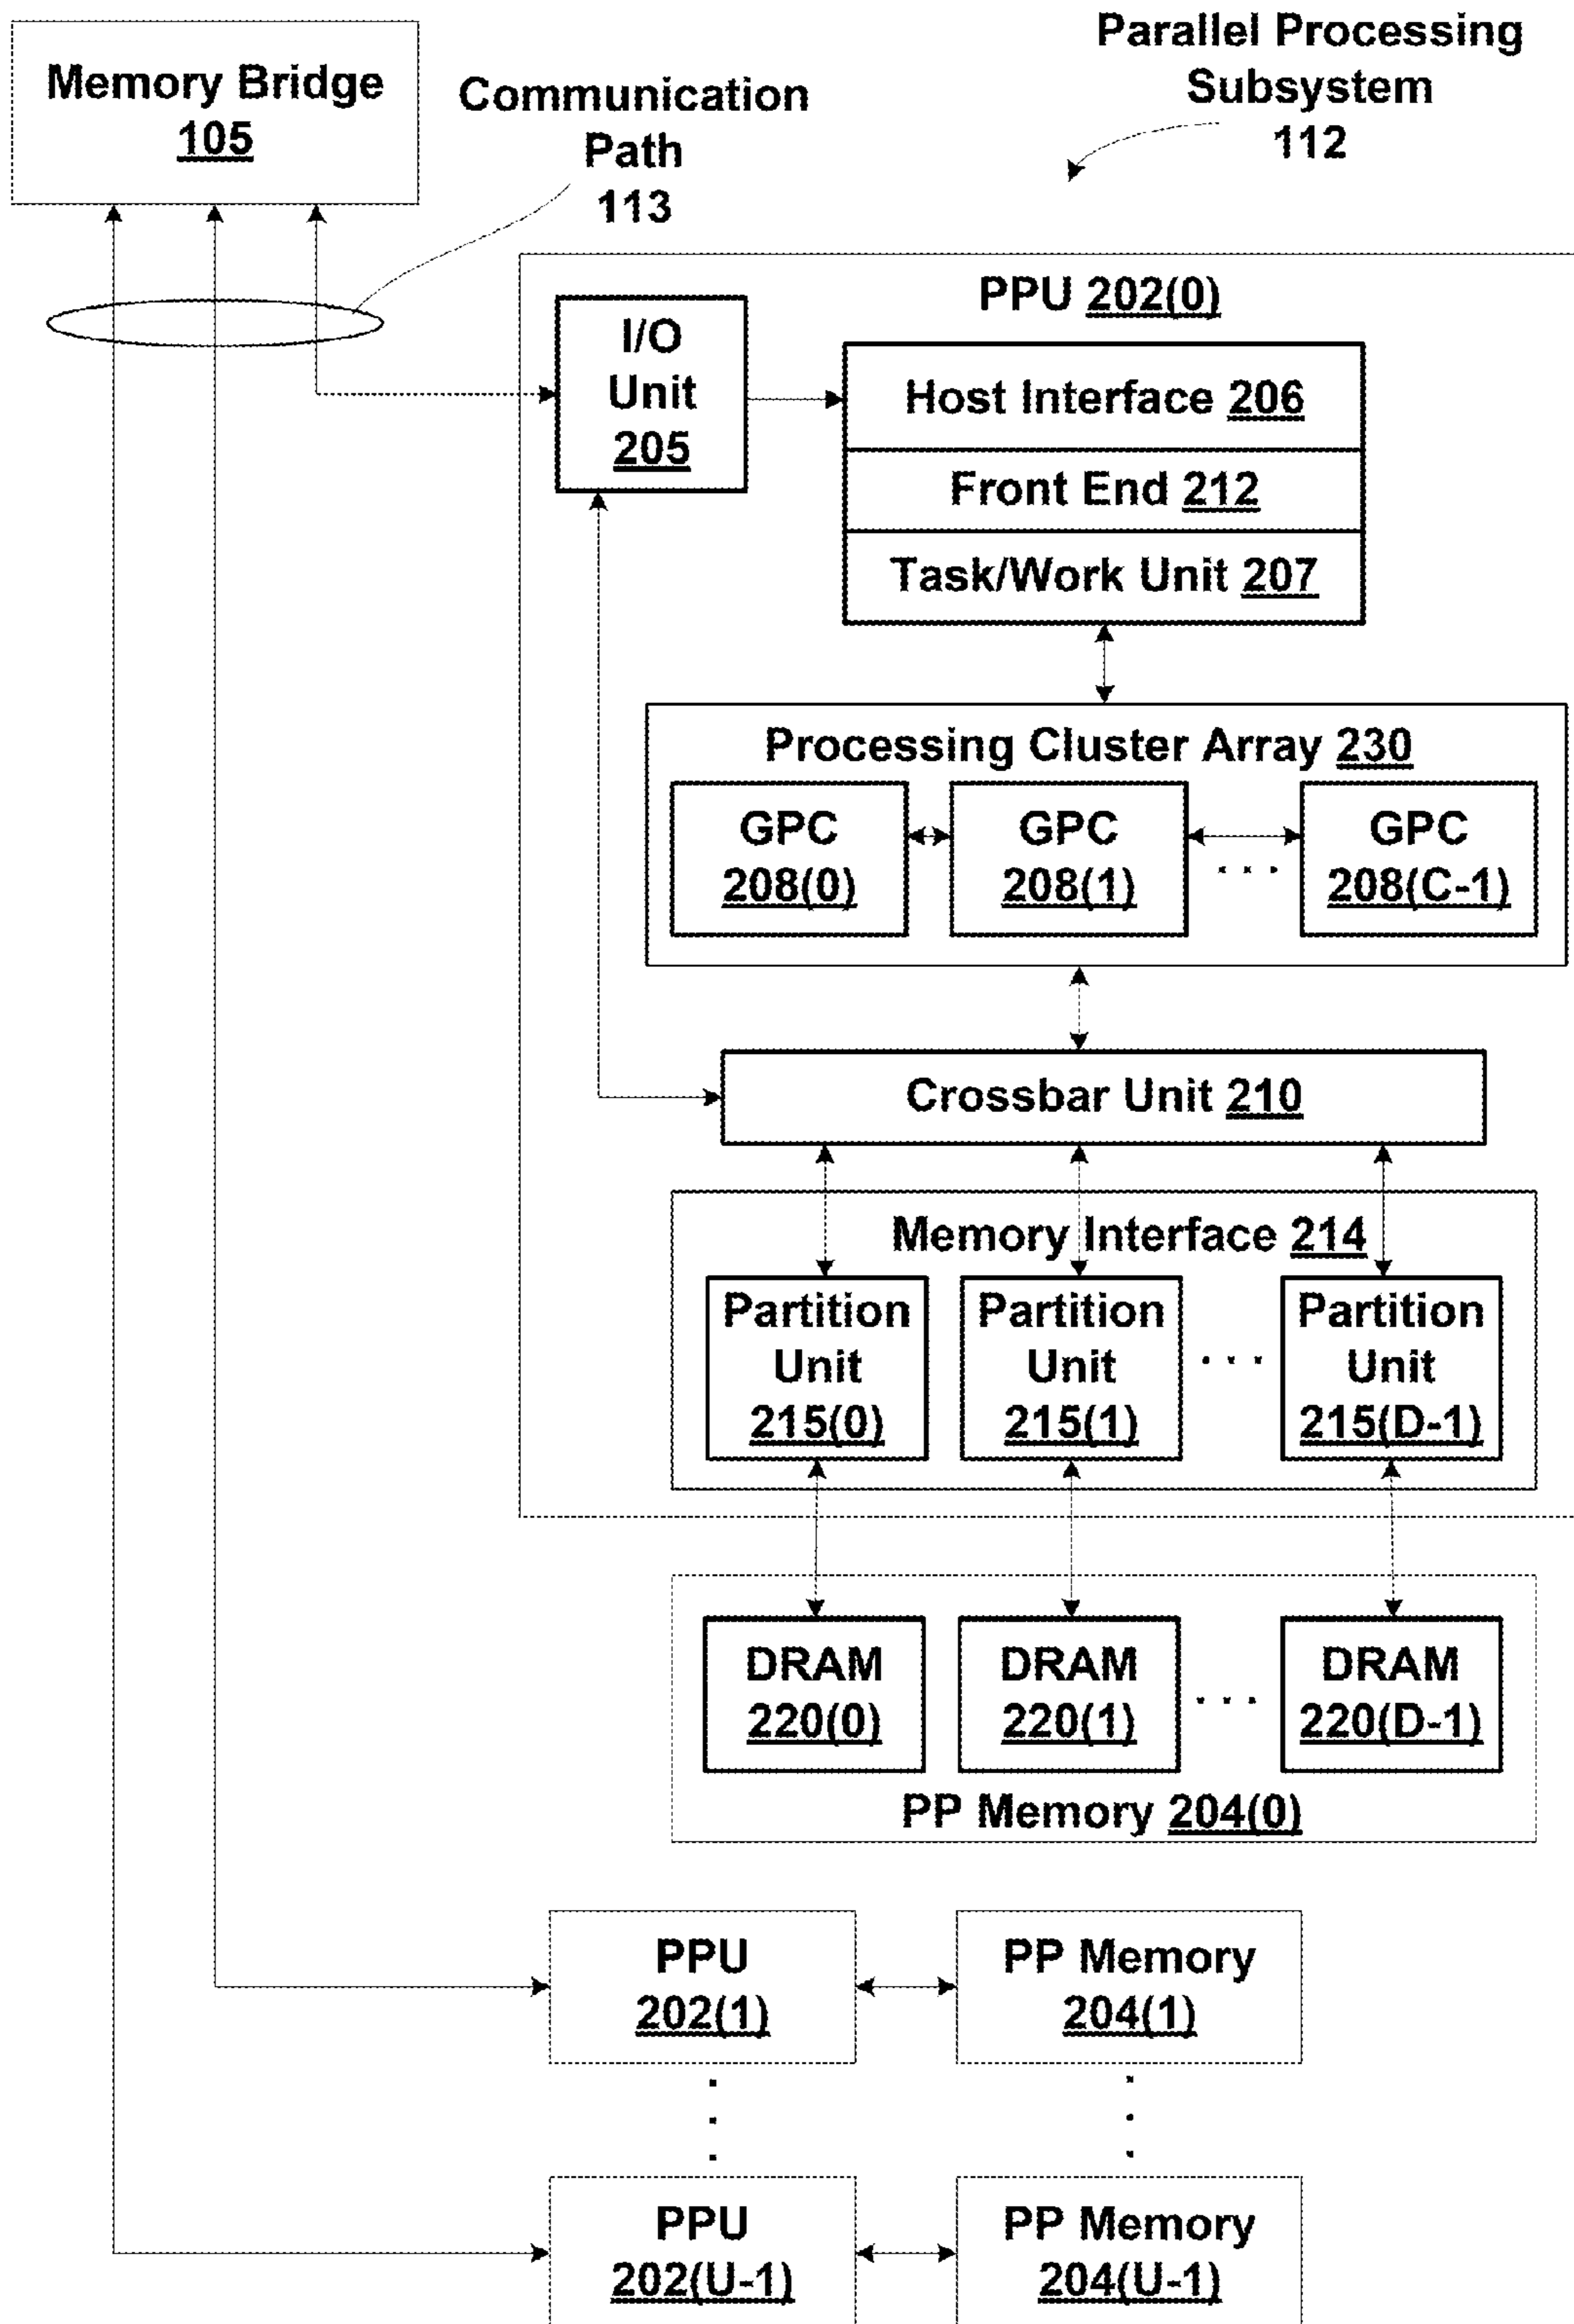 Memory Bridge
105
Communication
Path
113
Parallel Processing
Subsystem
112
PPU 202(0)
I/O
Unit
205
Host Interface 206
Front End 212
Task/Work Unit 207
Processing Cluster Array 230
GPC
208(0)
GPC
208(1)
. . .
GPC
208(C-1)
Crossbar Unit 210
Memory Interface 214
Partition
Unit
215(0)
Partition
Unit
215(1)
. . .
Partition
Unit
215(D-1)
DRAM
220(0)
DRAM
220(1)
. . .
DRAM
220(D-1)
PP Memory 204(0)
PPU
202(1)
PP Memory
204(1)
PPU
202(U-1)
PP Memory
204(U-1)